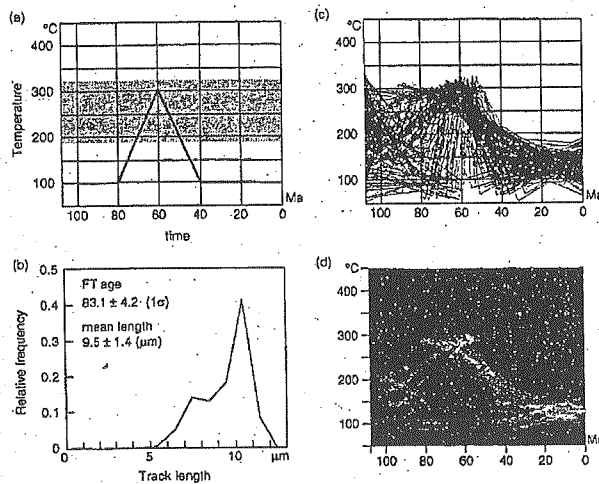 (a)
°C
400
300
200
100
Temperature
100
80
60
40
20
0
Ma
time
(b)
0.5
0.4
0.3
0.2
0.1
0
Relative frequency
FT age
83.1 ± 4.2 (1σ)
mean length
9.5 ± 1.4 (μm)
0
5
10
μm
Track length
(c)
°C
400
300
200
100
100
80
60
40
20
0
Ma
(d)
°C
400
300
200
100
100
80
60
40
20
0